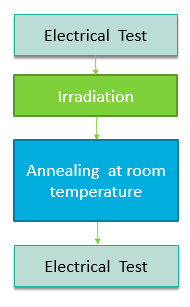 Electrical Test
Irradiation
Annealing at room
temperature
Electrical Test